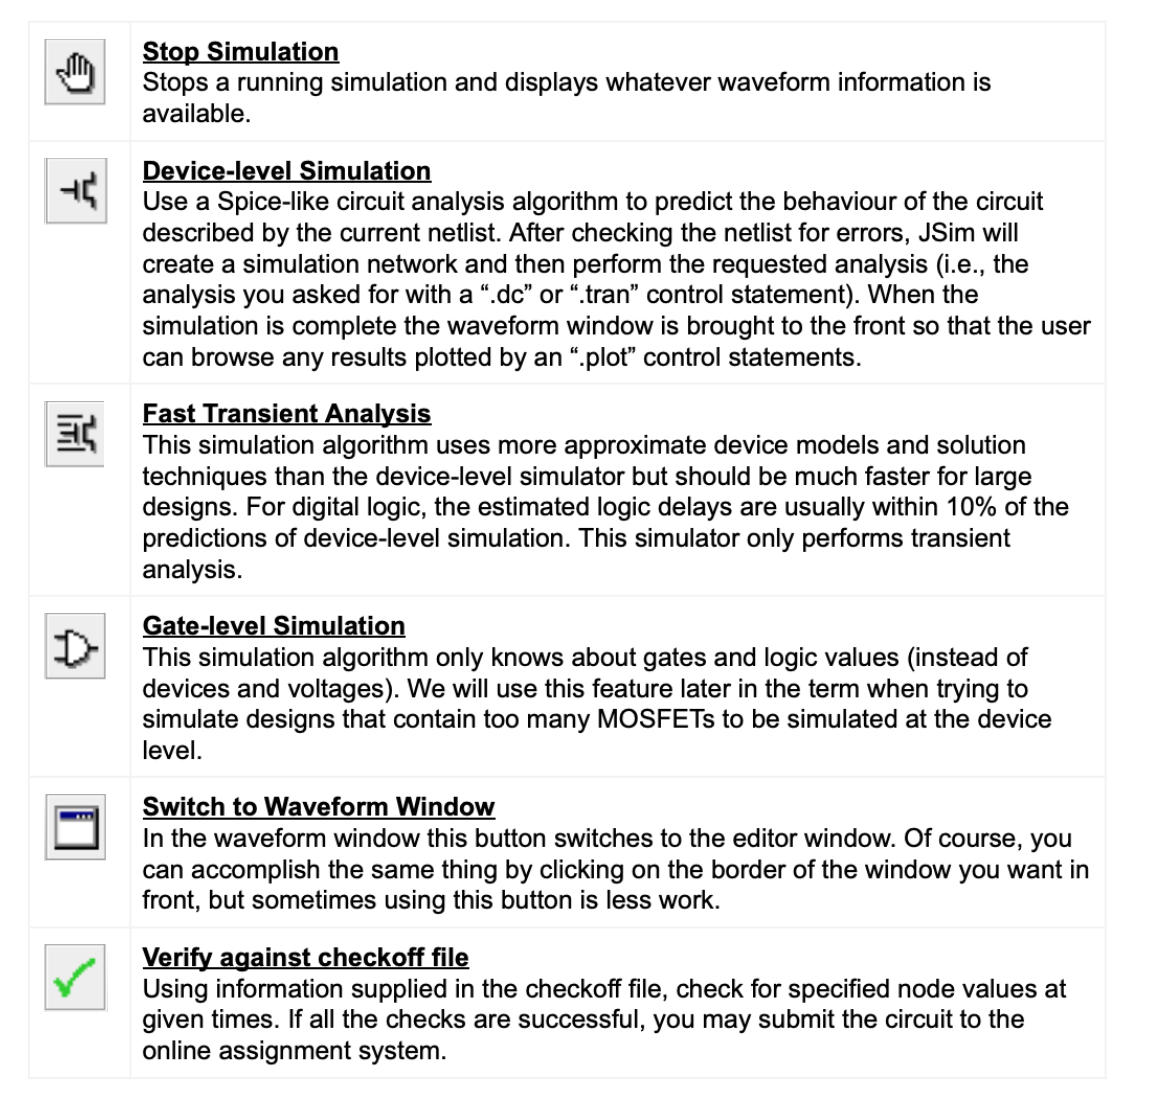 Stop Simulation
Stops a running simulation and displays whatever waveform information is
available.
Device-level Simulation
Use a Spice-like circuit analysis algorithm to predict the behaviour of the circuit
described by the current netlist. After checking the netlist for errors, JSim will
create a simulation network and then perform the requested analysis (i.e., the
analysis you asked for with a “.dc” or “.tran” control statement). When the
simulation is complete the waveform window is brought to the front so that the user
can browse any results plotted by an “.plot” control statements.
Fast Transient Analysis
This simulation algorithm uses more approximate device models and solution
techniques than the device-level simulator but should be much faster for large
designs. For digital logic, the estimated logic delays are usually within 10% of the
predictions of device-level simulation. This simulator only performs transient
analysis.
Gate-level Simulation
This simulation algorithm only knows about gates and logic values (instead of
devices and voltages). We will use this feature later in the term when trying to
simulate designs that contain too many MOSFETs to be simulated at the device
level.
Switch to Waveform Window
In the waveform window this button switches to the editor window. Of course, you
can accomplish the same thing by clicking on the border of the window you want in
front, but sometimes using this button is less work.
Verify against checkoff file
Using information supplied in the checkoff file, check for specified node values at
given times. If all the checks are successful, you may submit the circuit to the
online assignment system.